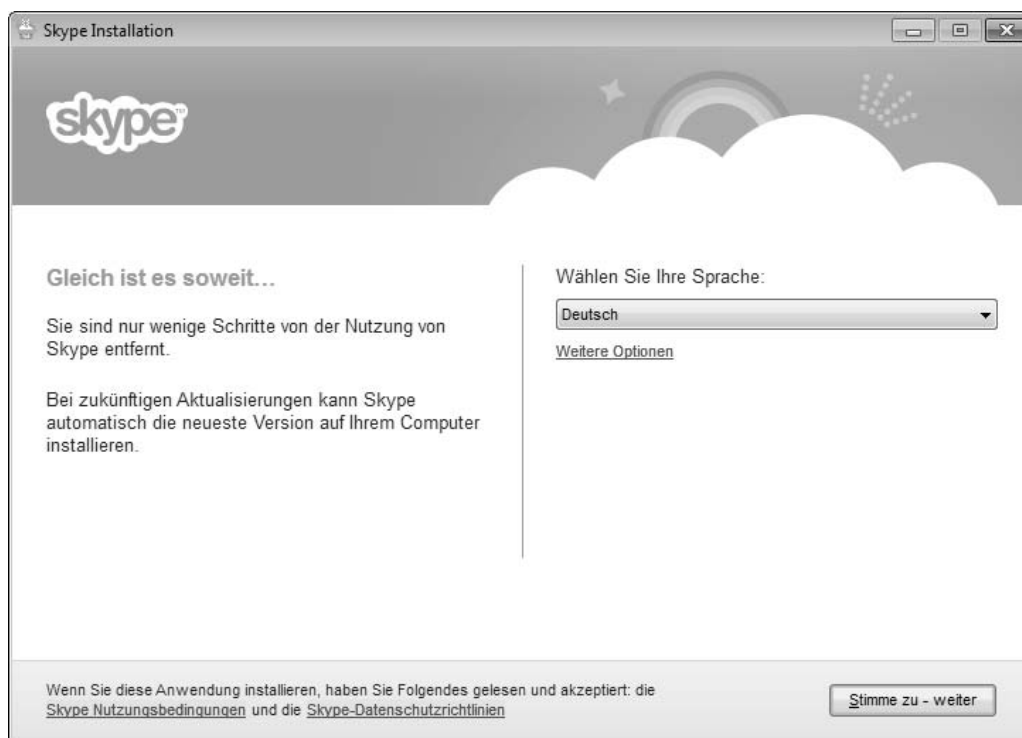 Skype Installation
skype™
Gleich ist es soweit...
Sie sind nur wenige Schritte von der Nutzung von
Skype entfernt.
Bei zukünftigen Aktualisierungen kann Skype
automatisch die neueste Version auf Ihrem Computer
installieren.
Wählen Sie Ihre Sprache:
Deutsch
Weitere Optionen
Wenn Sie diese Anwendung installieren, haben Sie Folgendes gelesen und akzeptiert: die
Skype Nutzungsbedingungen und die Skype-Datenschutzrichtlinien
Stimme zu - weiter